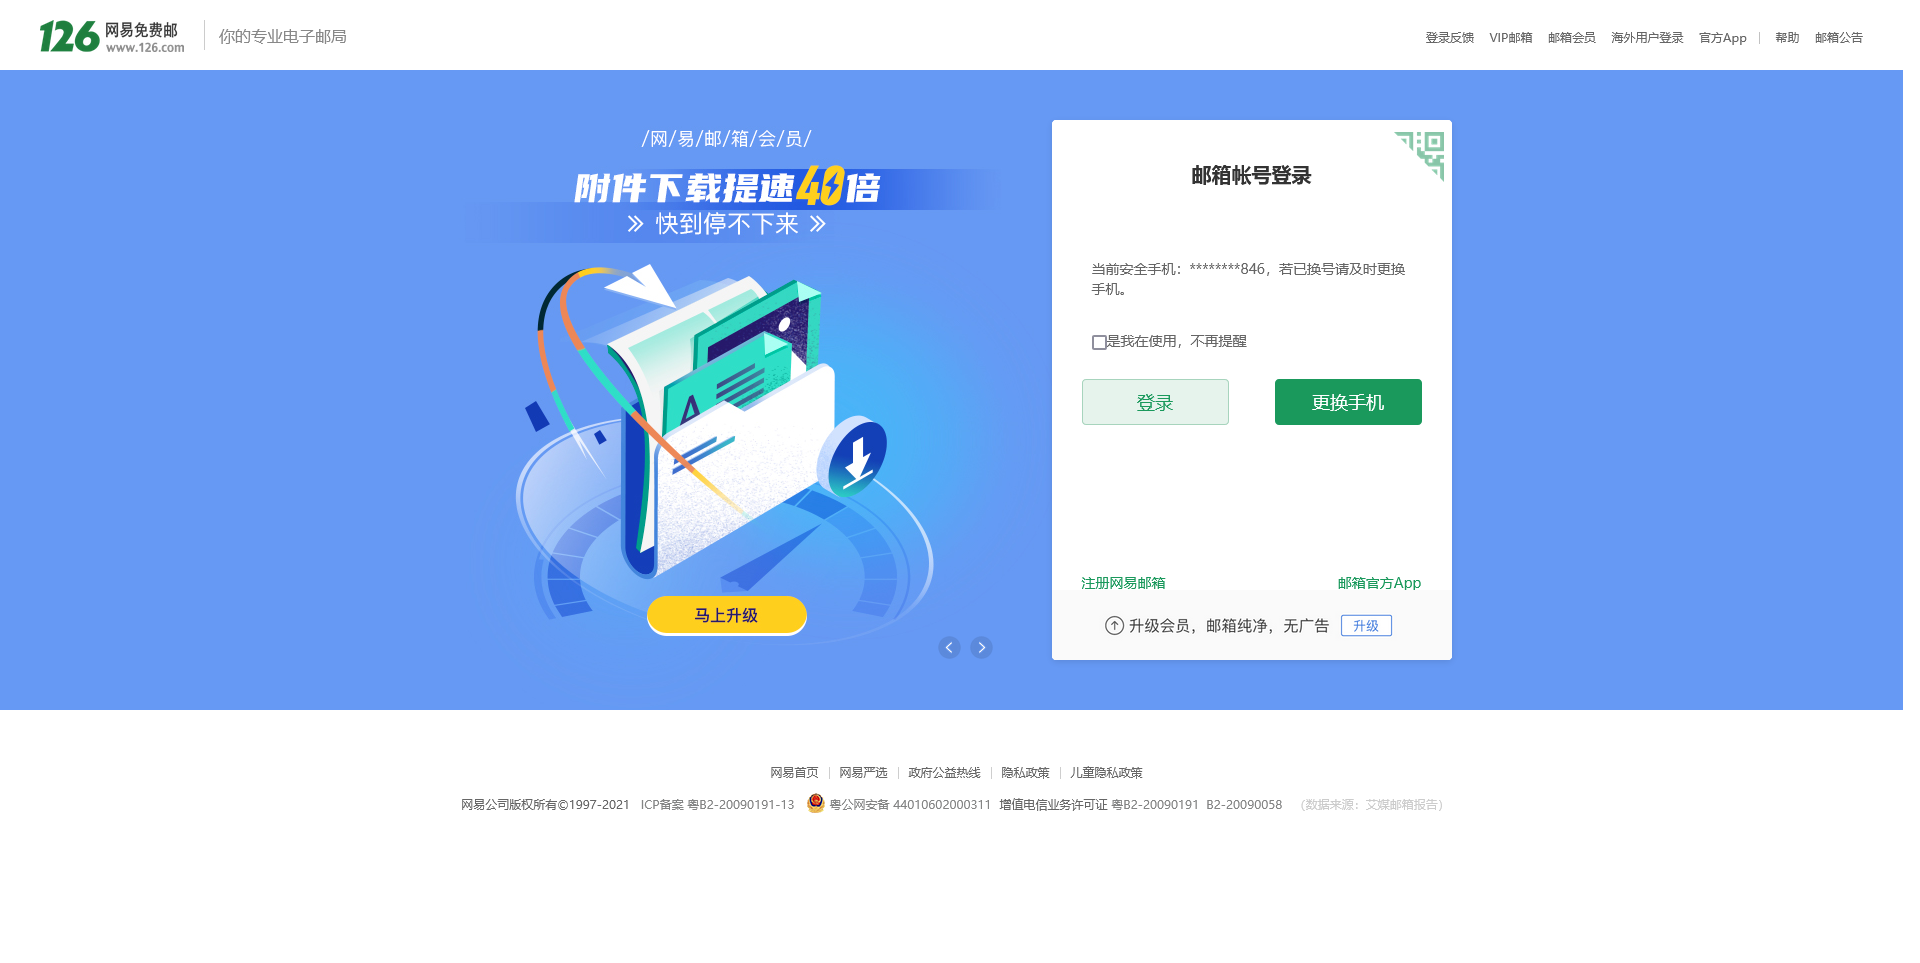 126 网易免费邮
www.126.com
你的专业电子邮局
登录反馈 VIP邮箱 邮箱会员 海外用户登录 官方App | 帮助 邮箱公告
/网/易/邮/箱/会/员/
附件下载提速40倍
快到停不下来
A
马上升级
邮箱帐号登录
当前安全手机：********846，若已换号请及时更换
手机。
是我在使用，不再提醒
登录 更换手机
注册网易邮箱 邮箱官方App
升级会员，邮箱纯净，无广告 升级
网易首页 | 网易严选 | 政府公益热线 | 隐私政策 | 儿童隐私政策
网易公司版权所有©1997-2021 ICP备案 粤B2-20090191-13 粤公网安备 44010602000311 增值电信业务许可证 粤B2-20090191 B2-20090058 （数据来源：艾媒邮箱报告）